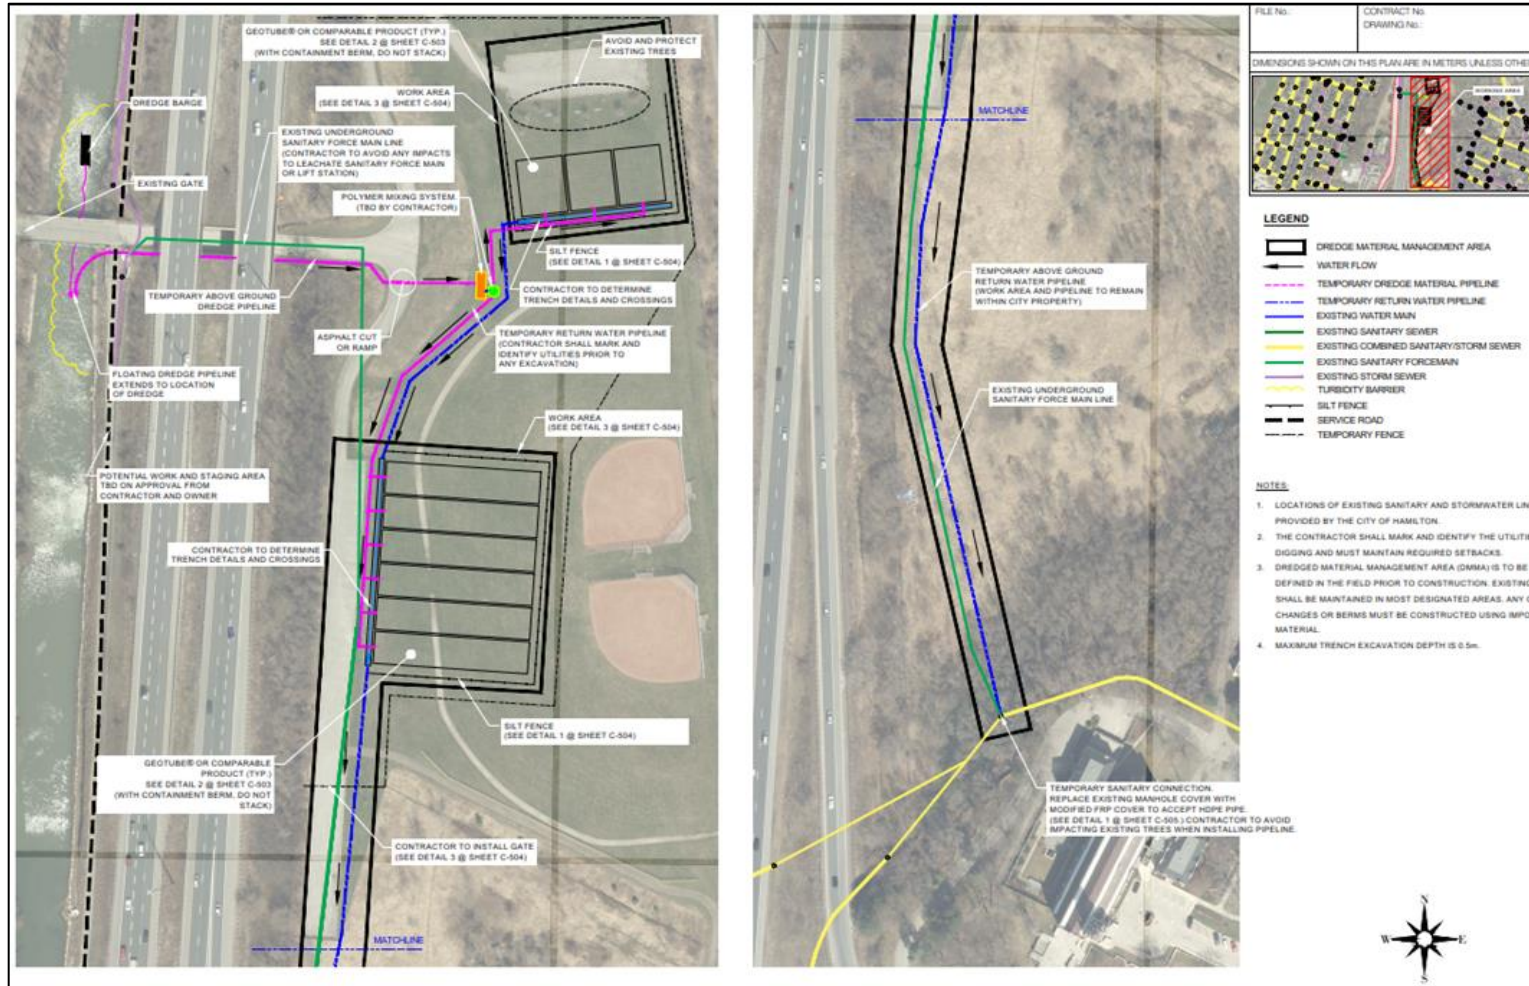 GEOTUBE® OR COMPARABLE PRODUCT (TYP.)
SEE DETAIL 2 @ SHEET C-503
(WITH CONTAINMENT BERM, DO NOT STACK)
AVOID AND PROTECT
EXISTING TREES
WORK AREA
(SEE DETAIL 3 @ SHEET C-504)
DREDGE BARGE
EXISTING UNDERGROUND
SANITARY FORCE MAIN LINE
(CONTRACTOR TO AVOID ANY IMPACTS
TO LEACHATE SANITARY FORCE MAIN
OR LIFT STATION)
EXISTING GATE
POLYMER MIXING SYSTEM.
(TBD BY CONTRACTOR)
SILT FENCE
(SEE DETAIL 1 @ SHEET C-504)
TEMPORARY ABOVE GROUND
DREDGE PIPELINE
CONTRACTOR TO DETERMINE
TRENCH DETAILS AND CROSSINGS
ASPHALT CUT
OR RAMP
TEMPORARY RETURN WATER PIPELINE
(CONTRACTOR SHALL MARK AND
IDENTIFY UTILITIES PRIOR TO
ANY EXCAVATION)
FLOATING DREDGE PIPELINE
EXTENDS TO LOCATION
OF DREDGE
WORK AREA
(SEE DETAIL 3 @ SHEET C-504)
POTENTIAL WORK AND STAGING AREA
TBD ON APPROVAL FROM
CONTRACTOR AND OWNER
CONTRACTOR TO DETERMINE
TRENCH DETAILS AND CROSSINGS
SILT FENCE
(SEE DETAIL 1 @ SHEET C-504)
GEOTUBE® OR COMPARABLE
PRODUCT (TYP.)
SEE DETAIL 2 @ SHEET C-503
(WITH CONTAINMENT BERM, DO NOT
STACK)
CONTRACTOR TO INSTALL GATE
(SEE DETAIL 3 @ SHEET C-504)
MATCHLINE
MATCHLINE
TEMPORARY ABOVE GROUND
RETURN WATER PIPELINE
(WORK AREA AND PIPELINE TO REMAIN
WITHIN CITY PROPERTY)
EXISTING UNDERGROUND
SANITARY FORCE MAIN LINE
TEMPORARY SANITARY CONNECTION.
REPLACE EXISTING MANHOLE COVER WITH
MODIFIED FRP COVER TO ACCEPT HDPE PIPE.
(SEE DETAIL 1 @ SHEET C-505.) CONTRACTOR TO AVOID
IMPACTING EXISTING TREES WHEN INSTALLING PIPELINE.
FILE No.:
CONTRACT No.
DRAWING No.:
DIMENSIONS SHOWN ON THIS PLAN ARE IN METERS UNLESS OTHE
WORKING AREA
LEGEND
DREDGE MATERIAL MANAGEMENT AREA
WATER FLOW
TEMPORARY DREDGE MATERIAL PIPELINE
TEMPORARY RETURN WATER PIPELINE
EXISTING WATER MAIN
EXISTING SANITARY SEWER
EXISTING COMBINED SANITARY/STORM SEWER
EXISTING SANITARY FORCEMAIN
EXISTING STORM SEWER
TURBIDITY BARRIER
SILT FENCE
SERVICE ROAD
TEMPORARY FENCE
NOTES:
1. LOCATIONS OF EXISTING SANITARY AND STORMWATER LIN
PROVIDED BY THE CITY OF HAMILTON.
2. THE CONTRACTOR SHALL MARK AND IDENTIFY THE UTILITIE
DIGGING AND MUST MAINTAIN REQUIRED SETBACKS.
3. DREDGED MATERIAL MANAGEMENT AREA (DMMA) IS TO BE
DEFINED IN THE FIELD PRIOR TO CONSTRUCTION. EXISTING
SHALL BE MAINTAINED IN MOST DESIGNATED AREAS. ANY
CHANGES OR BERMS MUST BE CONSTRUCTED USING IMPO
MATERIAL.
4. MAXIMUM TRENCH EXCAVATION DEPTH IS 0.5m.
N
W E
S